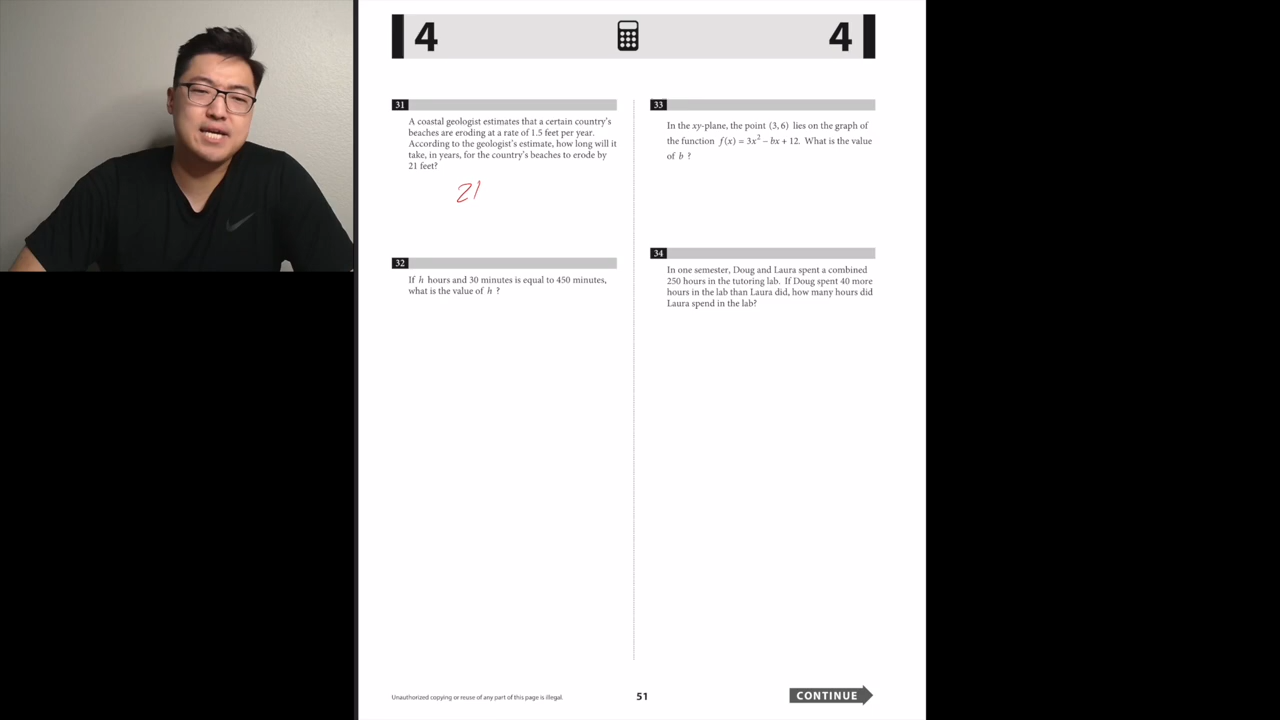 4
4
31
A coastal geologist estimates that a certain country's
beaches are eroding at a rate of 1.5 feet per year.
According to the geologist's estimate, how long will it
take, in years, for the country's beaches to erode by
21 feet?
21
32
If h hours and 30 minutes is equal to 450 minutes,
what is the value of h ?
33
In the xy-plane, the point (3, 6) lies on the graph of
the function f(x) = 3x² − bx + 12. What is the value
of b ?
34
In one semester, Doug and Laura spent a combined
250 hours in the tutoring lab. If Doug spent 40 more
hours in the lab than Laura did, how many hours did
Laura spend in the lab?
Unauthorized copying or reuse of any part of this page is illegal.
51
CONTINUE